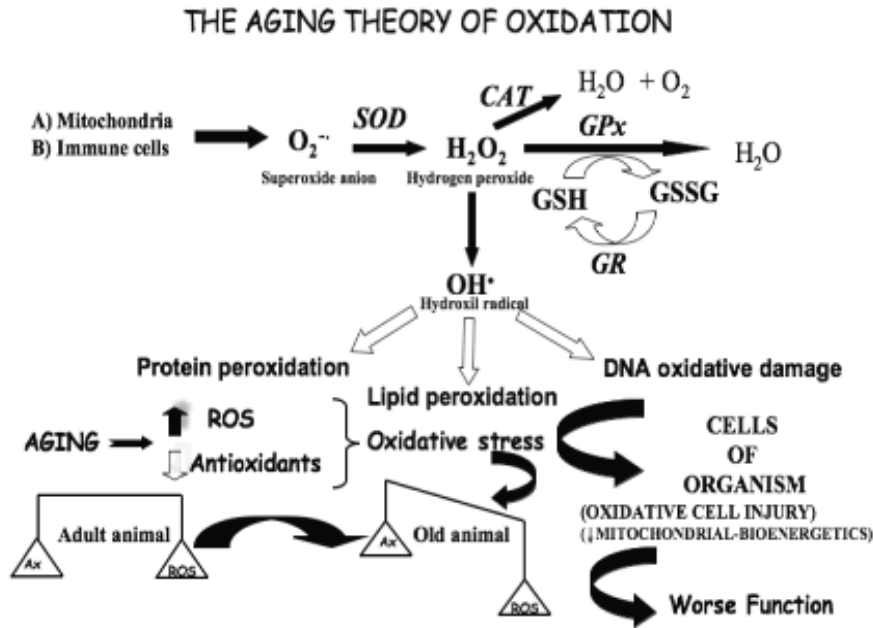 THE AGING THEORY OF OXIDATION
A) Mitochondria
B) Immune cells
O₂⁻·
Superoxide anion
SOD
H₂O₂
Hydrogen peroxide
CAT
H₂O + O₂
GPx
H₂O
GSH
GSSG
GR
OH•
Hydroxil radical
Protein peroxidation
Lipid peroxidation
DNA oxidative damage
AGING
ROS
Antioxidants
Oxidative stress
CELLS
OF
ORGANISM
(OXIDATIVE CELL INJURY)
(↓MITOCHONDRIAL-BIOENERGETICS)
Adult animal
Ax
ROS
Old animal
Ax
ROS
Worse Function